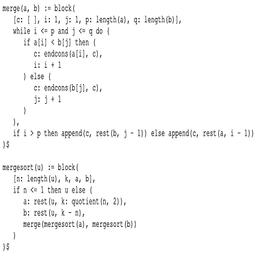 merge(a, b) := block(
[c: [ ], i: 1, j: 1, p: length(a), q: length(b)],
while i <= p and j <= q do (
if a[i] < b[j] then (
c: endcons(a[i], c),
i: i + 1
) else (
c: endcons(b[j], c),
j: j + 1
)
),
if i > p then append(c, rest(b, j - 1)) else append(c, rest(a, i - 1))
)$
mergesort(u) := block(
[n: length(u), k, a, b],
if n <= 1 then u else (
a: rest(u, k: quotient(n, 2)),
b: rest(u, k - n),
merge(mergesort(a), mergesort(b))
)
)$